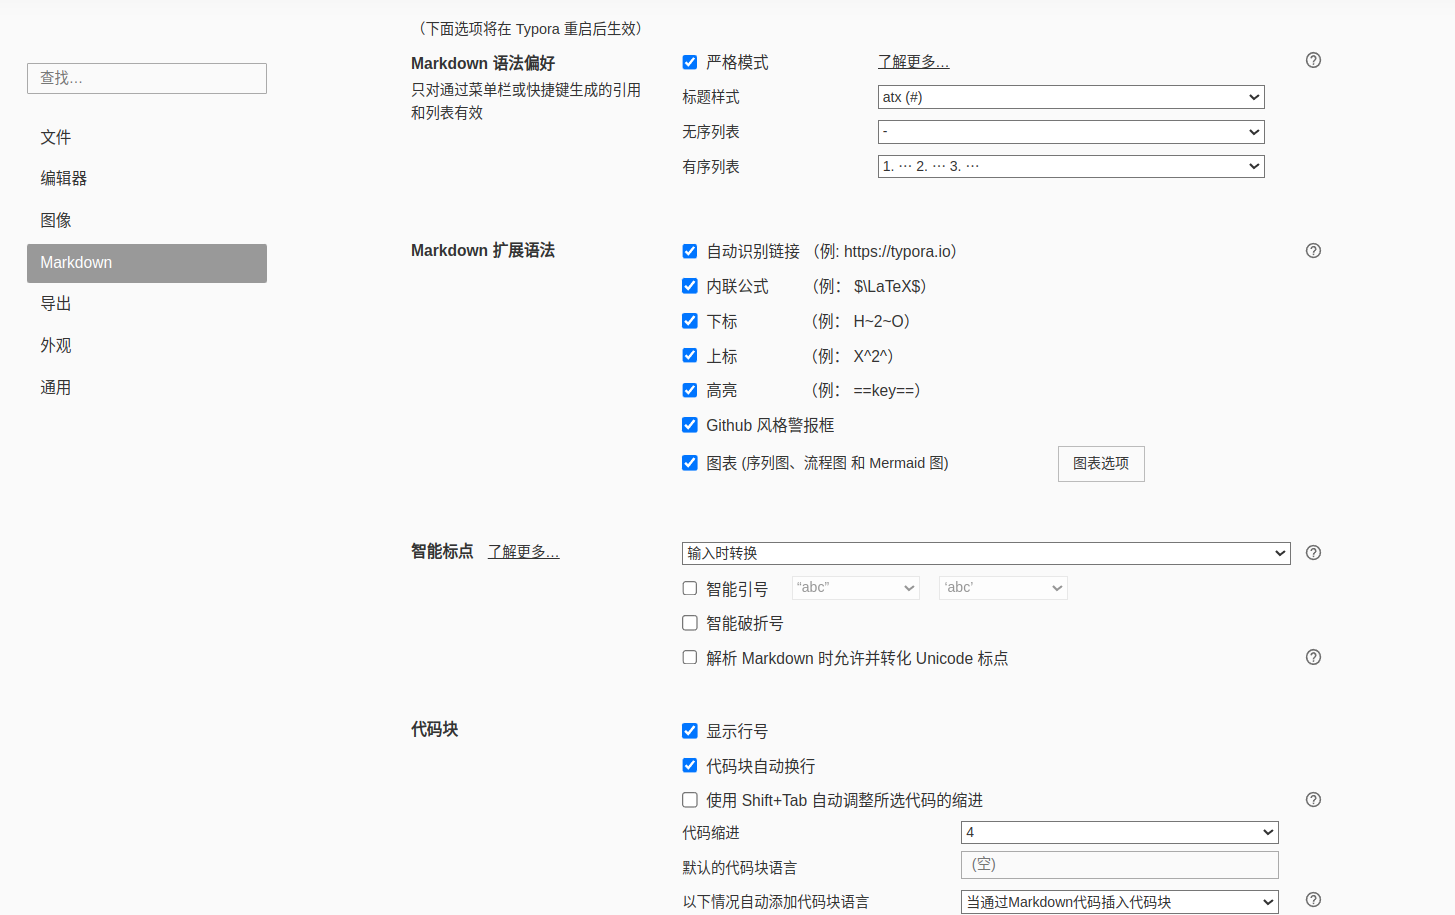 （下面选项将在 Typora 重启后生效）
查找…
文件
编辑器
图像
Markdown
导出
外观
通用
Markdown 语法偏好
只对通过菜单栏或快捷键生成的引用
和列表有效
严格模式 了解更多…
标题样式 atx (#)
无序列表 -
有序列表 1. ··· 2. ··· 3. ···
Markdown 扩展语法
自动识别链接 （例: https://typora.io）
内联公式 （例： $\LaTeX$）
下标 （例： H~2~O）
上标 （例： X^2^）
高亮 （例： ==key==）
Github 风格警报框
图表 (序列图、流程图 和 Mermaid 图) 图表选项
智能标点 了解更多… 输入时转换
智能引号 “abc” ‘abc’
智能破折号
解析 Markdown 时允许并转化 Unicode 标点
代码块
显示行号
代码块自动换行
使用 Shift+Tab 自动调整所选代码的缩进
代码缩进 4
默认的代码块语言 (空)
以下情况自动添加代码块语言 当通过Markdown代码插入代码块